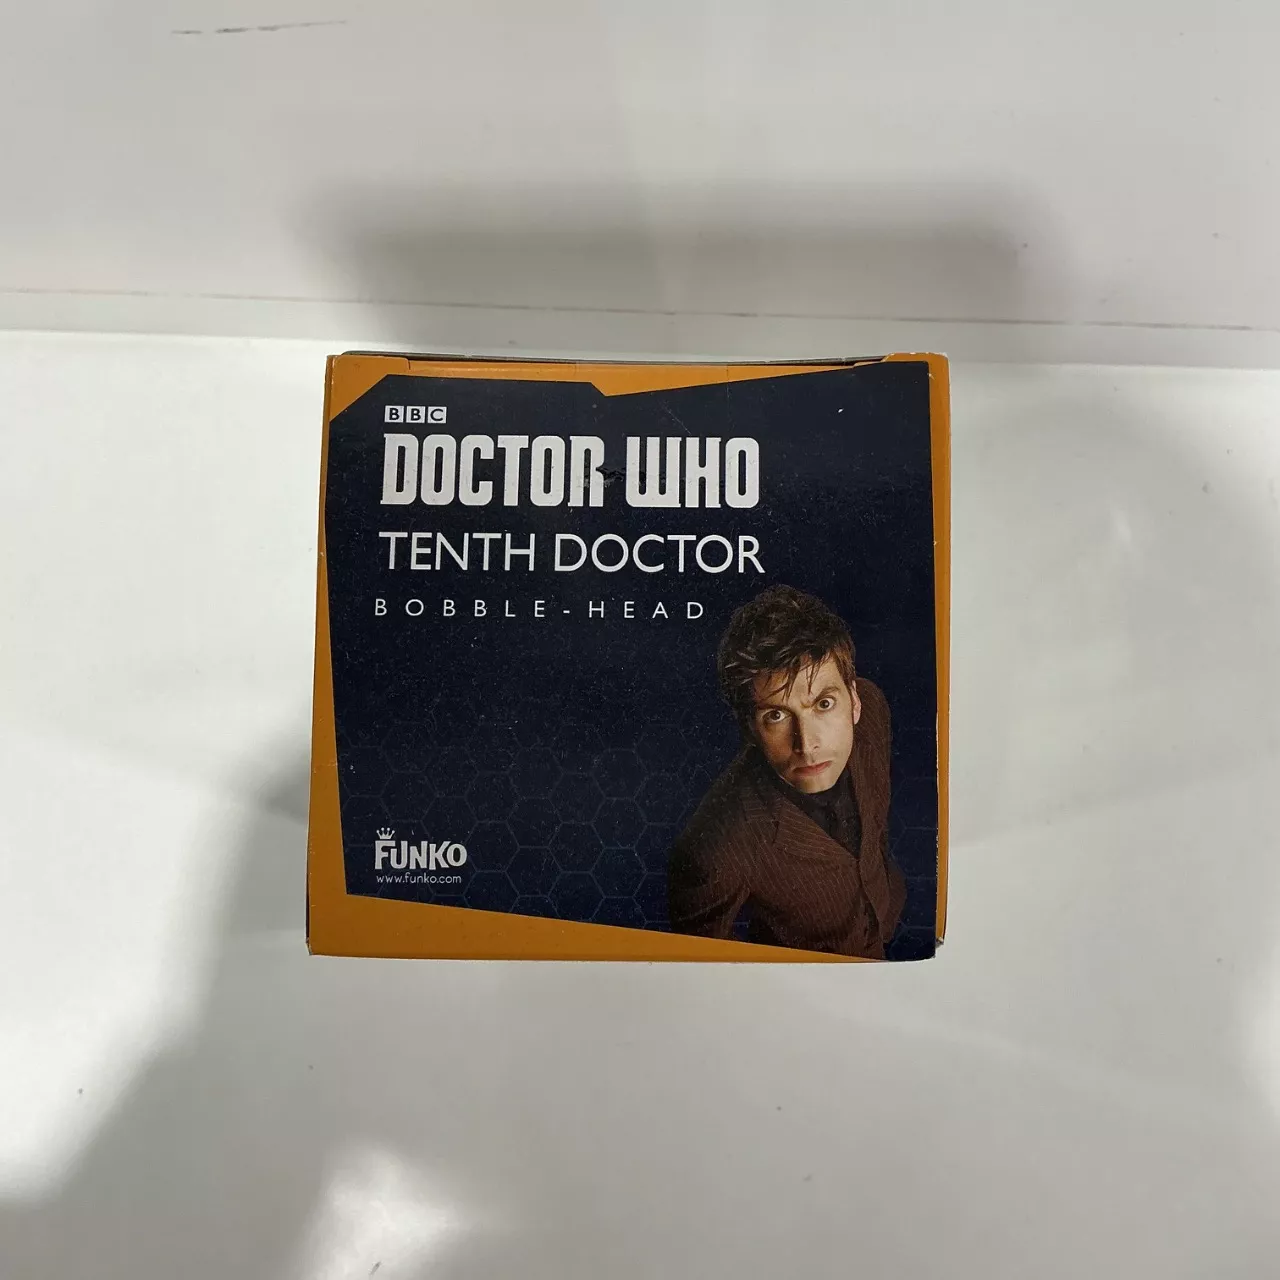 BBC
DOCTOR WHO
TENTH DOCTOR
BOBBLE-HEAD
FUNKO
www.funko.com